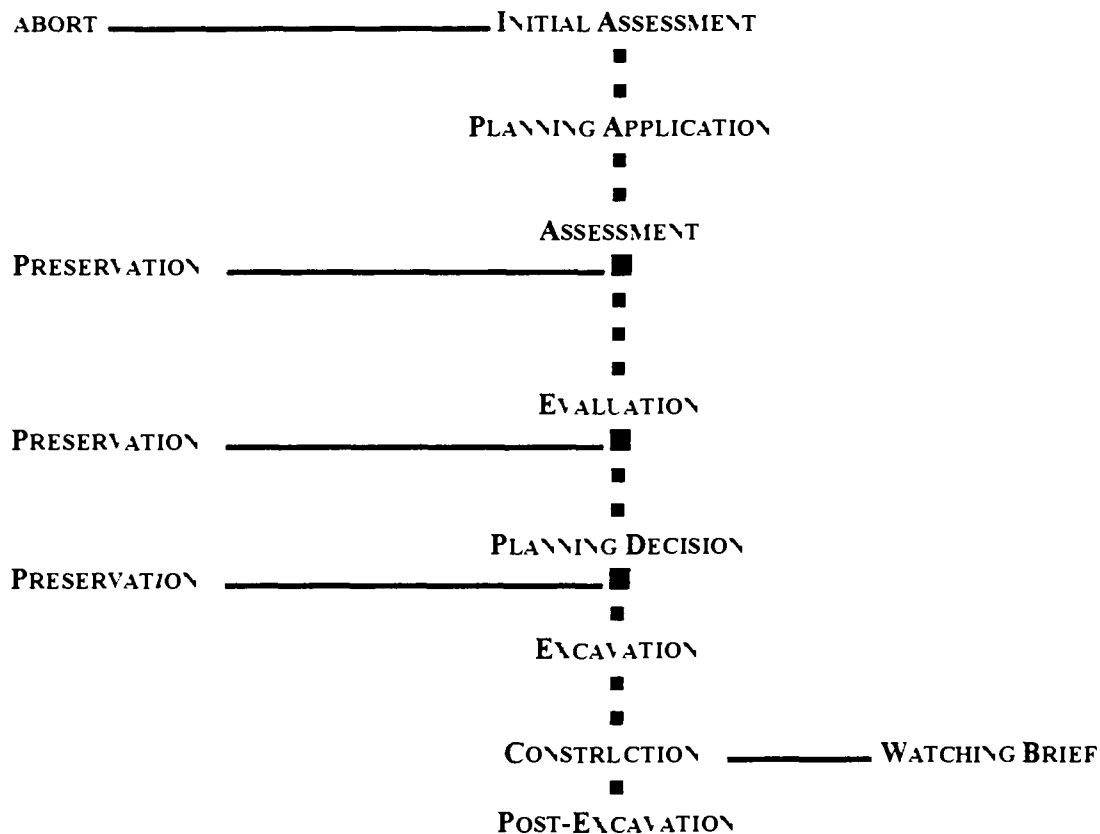 ABORT INITIAL ASSESSMENT
PLANNING APPLICATION
ASSESSMENT
PRESERVATION
EVALUATION
PRESERVATION
PLANNING DECISION
PRESERVATION
EXCAVATION
CONSTRUCTION WATCHING BRIEF
POST-EXCAVATION